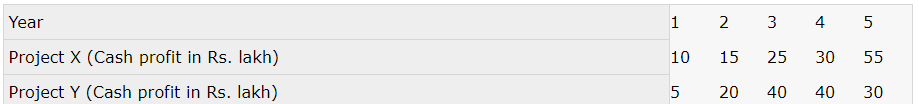 Year 1 2 3 4 5
Project X (Cash profit in Rs. lakh) 10 15 25 30 55
Project Y (Cash profit in Rs. lakh) 5 20 40 40 30